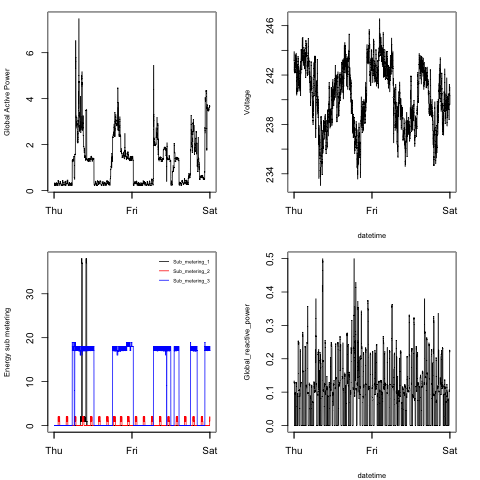 Global Active Power
0 2 4 6
Thu Fri Sat
Voltage
234 238 242 246
Thu Fri Sat
datetime
Energy sub metering
0 10 20 30
Sub_metering_1
Sub_metering_2
Sub_metering_3
Thu Fri Sat
Global_reactive_power
0.0 0.1 0.2 0.3 0.4 0.5
Thu Fri Sat
datetime